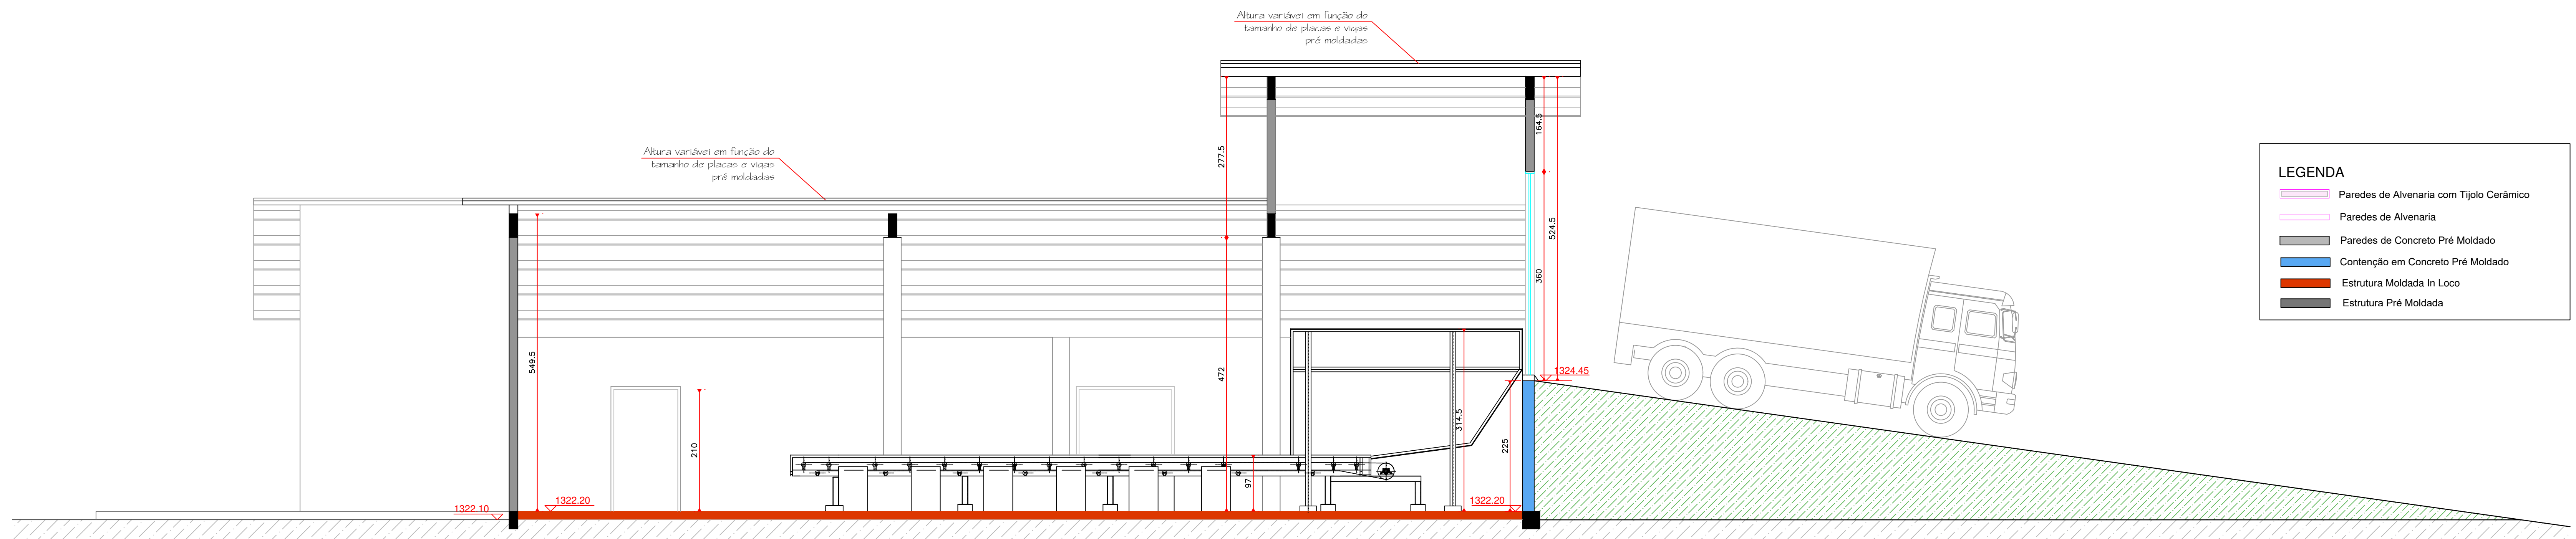 Altura variável em função do
tamanho de placas e vigas
pré moldadas
Altura variável em função do
tamanho de placas e vigas
pré moldadas
164.5
277.5
524.5
360
549.5
472
1324.45
314.5
225
210
97
1322.10
1322.20
1322.20
LEGENDA
Paredes de Alvenaria com Tijolo Cerâmico
Paredes de Alvenaria
Paredes de Concreto Pré Moldado
Contenção em Concreto Pré Moldado
Estrutura Moldada In Loco
Estrutura Pré Moldada